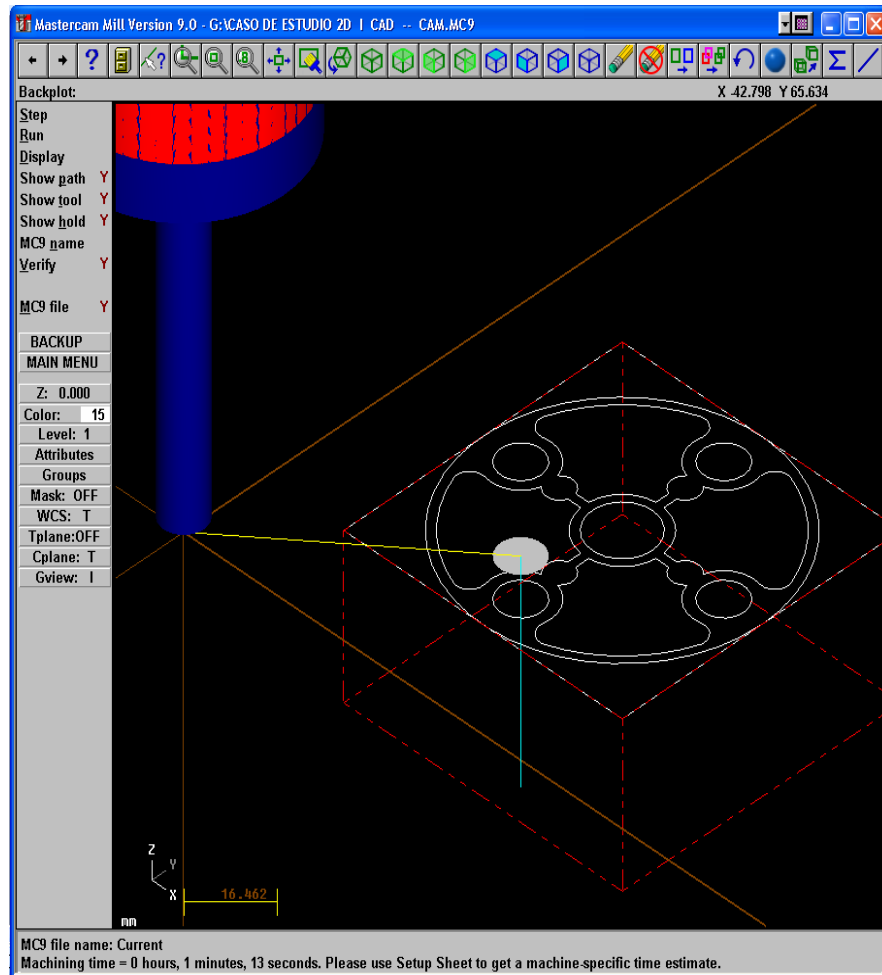 Mastercam Mill Version 9.0 - G:\CASO DE ESTUDIO 2D  I  CAD  --  CAM.MC9
Backplot:
X -42.798  Y 65.634
Step
Run
Display
Show path Y
Show tool Y
Show hold Y
MC9 name
Verify Y
MC9 file Y
BACKUP
MAIN MENU
Z: 0.000
Color: 15
Level: 1
Attributes
Groups
Mask: OFF
WCS: T
Tplane:OFF
Cplane: T
Gview: I
Z
Y
X
16.462
mm
MC9 file name: Current
Machining time = 0 hours, 1 minutes, 13 seconds. Please use Setup Sheet to get a machine-specific time estimate.